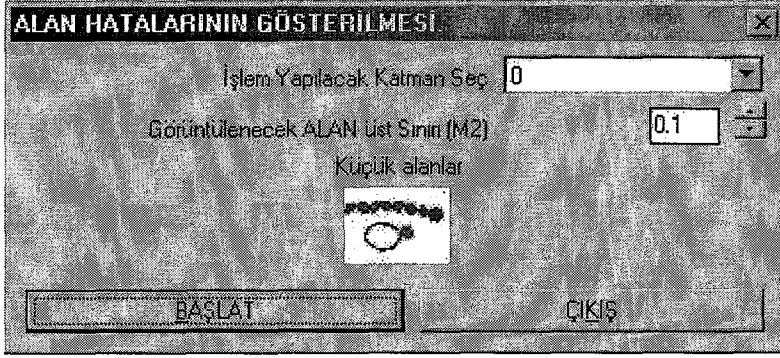 ALAN HATALARININ GÖSTERİLMESİ
İşlem Yapılacak Katman Seç 0
Görüntülenecek ALAN üst Sınırı (M2) 0.1
Küçük alanlar
BAŞLAT ÇIKIŞ